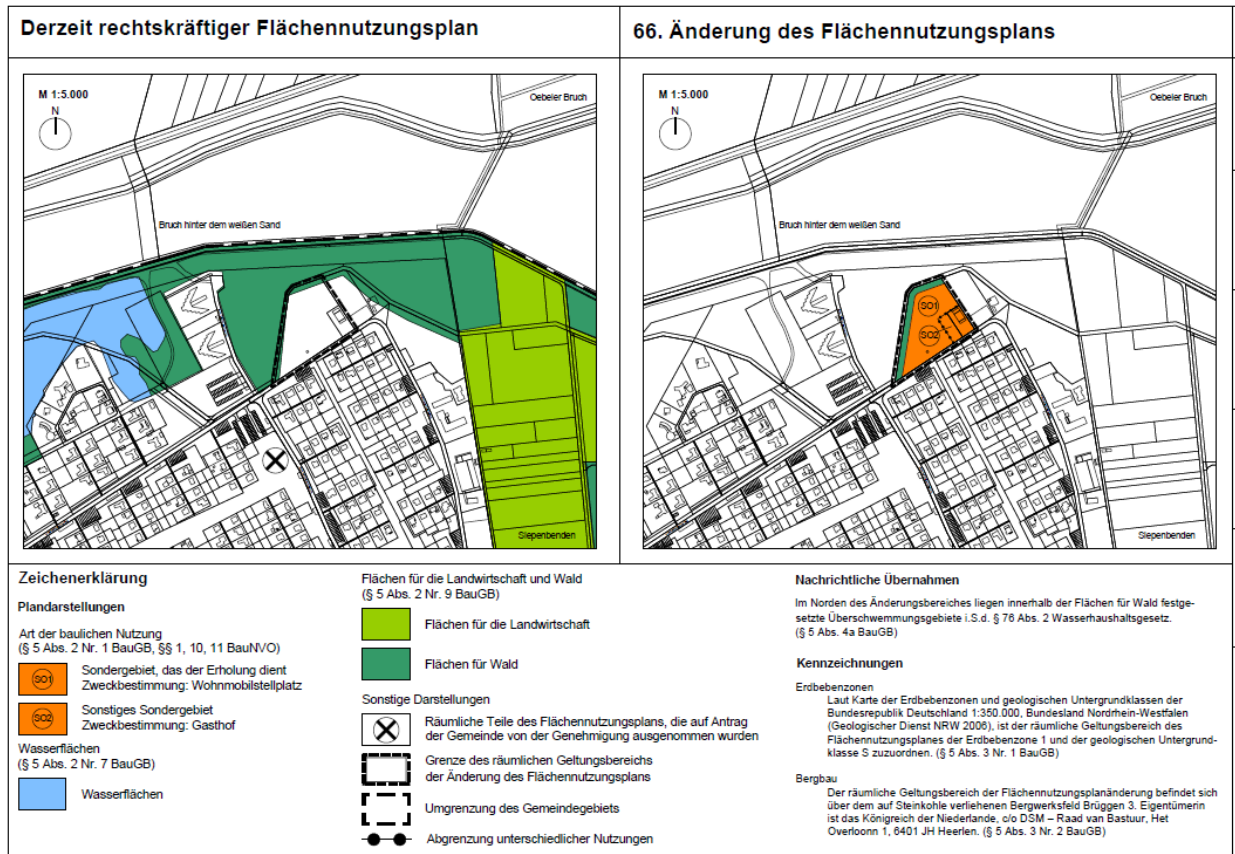 Derzeit rechtskräftiger Flächennutzungsplan
66. Änderung des Flächennutzungsplans
M 1:5.000
N
Oebeler Bruch
Bruch hinter dem weißen Sand
Siepenbenden
M 1:5.000
N
Oebeler Bruch
Bruch hinter dem weißen Sand
SO1
SO2
Siepenbenden
Zeichenerklärung
Plandarstellungen
Art der baulichen Nutzung
(§ 5 Abs. 2 Nr. 1 BauGB, §§ 1, 10, 11 BauNVO)
SO1
Sondergebiet, das der Erholung dient
Zweckbestimmung: Wohnmobilstellplatz
SO2
Sonstiges Sondergebiet
Zweckbestimmung: Gasthof
Wasserflächen
(§ 5 Abs. 2 Nr. 7 BauGB)
Wasserflächen
Flächen für die Landwirtschaft und Wald
(§ 5 Abs. 2 Nr. 9 BauGB)
Flächen für die Landwirtschaft
Flächen für Wald
Sonstige Darstellungen
Räumliche Teile des Flächennutzungsplans, die auf Antrag
der Gemeinde von der Genehmigung ausgenommen wurden
Grenze des räumlichen Geltungsbereichs
der Änderung des Flächennutzungsplans
Umgrenzung des Gemeindegebiets
Abgrenzung unterschiedlicher Nutzungen
Nachrichtliche Übernahmen
Im Norden des Änderungsbereiches liegen innerhalb der Flächen für Wald festge-
setzte Überschwemmungsgebiete i.S.d. § 76 Abs. 2 Wasserhaushaltsgesetz.
(§ 5 Abs. 4a BauGB)
Kennzeichnungen
Erdbebenzonen
Laut Karte der Erdbebenzonen und geologischen Untergrundklassen der
Bundesrepublik Deutschland 1:350.000, Bundesland Nordrhein-Westfalen
(Geologischer Dienst NRW 2006), ist der räumliche Geltungsbereich des
Flächennutzungsplanes der Erdbebenzone 1 und der geologischen Untergrund-
klasse S zuzuordnen. (§ 5 Abs. 3 Nr. 1 BauGB)
Bergbau
Der räumliche Geltungsbereich der Flächennutzungsplanänderung befindet sich
über dem auf Steinkohle verliehenen Bergwerksfeld Brüggen 3. Eigentümerin
ist das Königreich der Niederlande, c/o DSM – Raad van Bastuur, Het
Overloonn 1, 6401 JH Heerlen. (§ 5 Abs. 3 Nr. 2 BauGB)